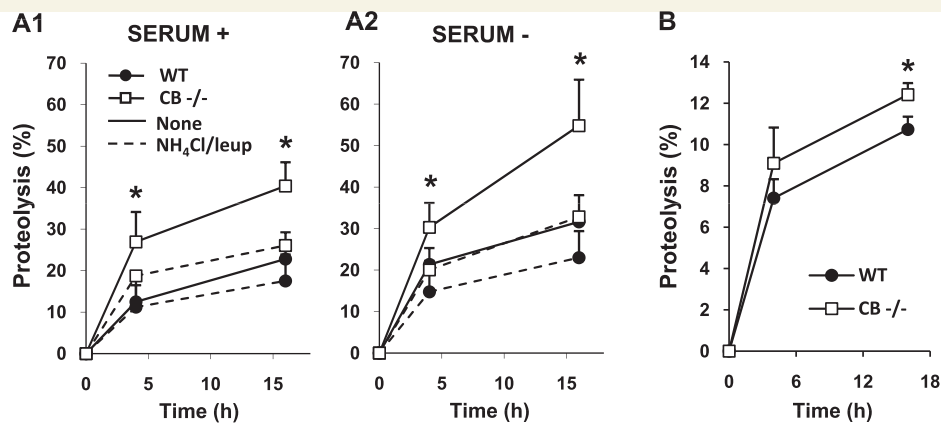 A1
SERUM +
70
60
50
40
30
20
10
0
Proteolysis (%)
WT
CB -/-
None
NH₄Cl/leup
*
*
0 5 10 15
Time (h)
A2
SERUM -
70
60
50
40
30
20
10
0
*
*
0 5 10 15
Time (h)
B
14
12
10
8
6
4
2
0
Proteolysis (%)
*
WT
CB -/-
0 6 12 18
Time (h)